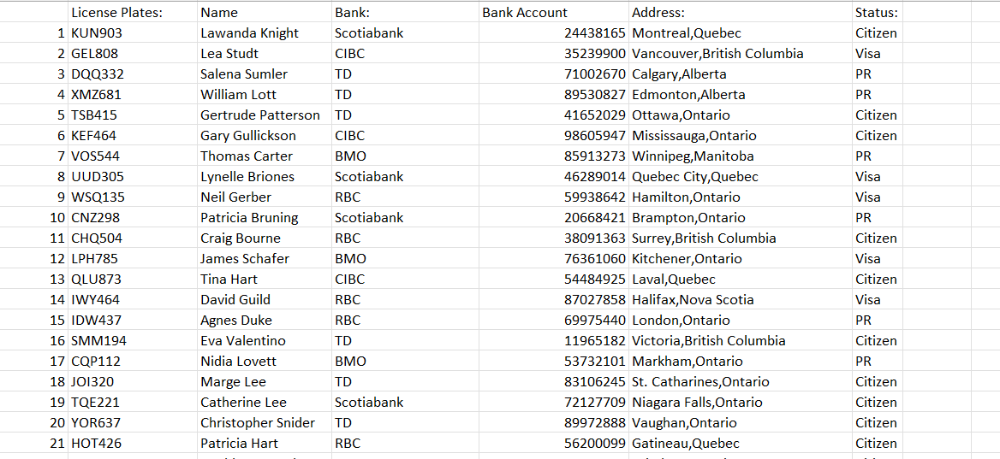 License Plates: Name Bank: Bank Account Address: Status:
1 KUN903 Lawanda Knight Scotiabank 24438165 Montreal,Quebec Citizen
2 GEL808 Lea Studt CIBC 35239900 Vancouver,British Columbia Visa
3 DQQ332 Salena Sumler TD 71002670 Calgary,Alberta PR
4 XMZ681 William Lott TD 89530827 Edmonton,Alberta PR
5 TSB415 Gertrude Patterson TD 41652029 Ottawa,Ontario Citizen
6 KEF464 Gary Gullickson CIBC 98605947 Mississauga,Ontario Citizen
7 VOS544 Thomas Carter BMO 85913273 Winnipeg,Manitoba PR
8 UUD305 Lynelle Briones Scotiabank 46289014 Quebec City,Quebec Visa
9 WSQ135 Neil Gerber RBC 59938642 Hamilton,Ontario Visa
10 CNZ298 Patricia Bruning Scotiabank 20668421 Brampton,Ontario PR
11 CHQ504 Craig Bourne RBC 38091363 Surrey,British Columbia Citizen
12 LPH785 James Schafer BMO 76361060 Kitchener,Ontario Visa
13 QLU873 Tina Hart CIBC 54484925 Laval,Quebec Citizen
14 IWY464 David Guild RBC 87027858 Halifax,Nova Scotia Visa
15 IDW437 Agnes Duke RBC 69975440 London,Ontario PR
16 SMM194 Eva Valentino TD 11965182 Victoria,British Columbia Citizen
17 CQP112 Nidia Lovett BMO 53732101 Markham,Ontario PR
18 JOI320 Marge Lee TD 83106245 St. Catharines,Ontario Citizen
19 TQE221 Catherine Lee Scotiabank 72127709 Niagara Falls,Ontario Citizen
20 YOR637 Christopher Snider TD 89972888 Vaughan,Ontario Citizen
21 HOT426 Patricia Hart RBC 56200099 Gatineau,Quebec Citizen